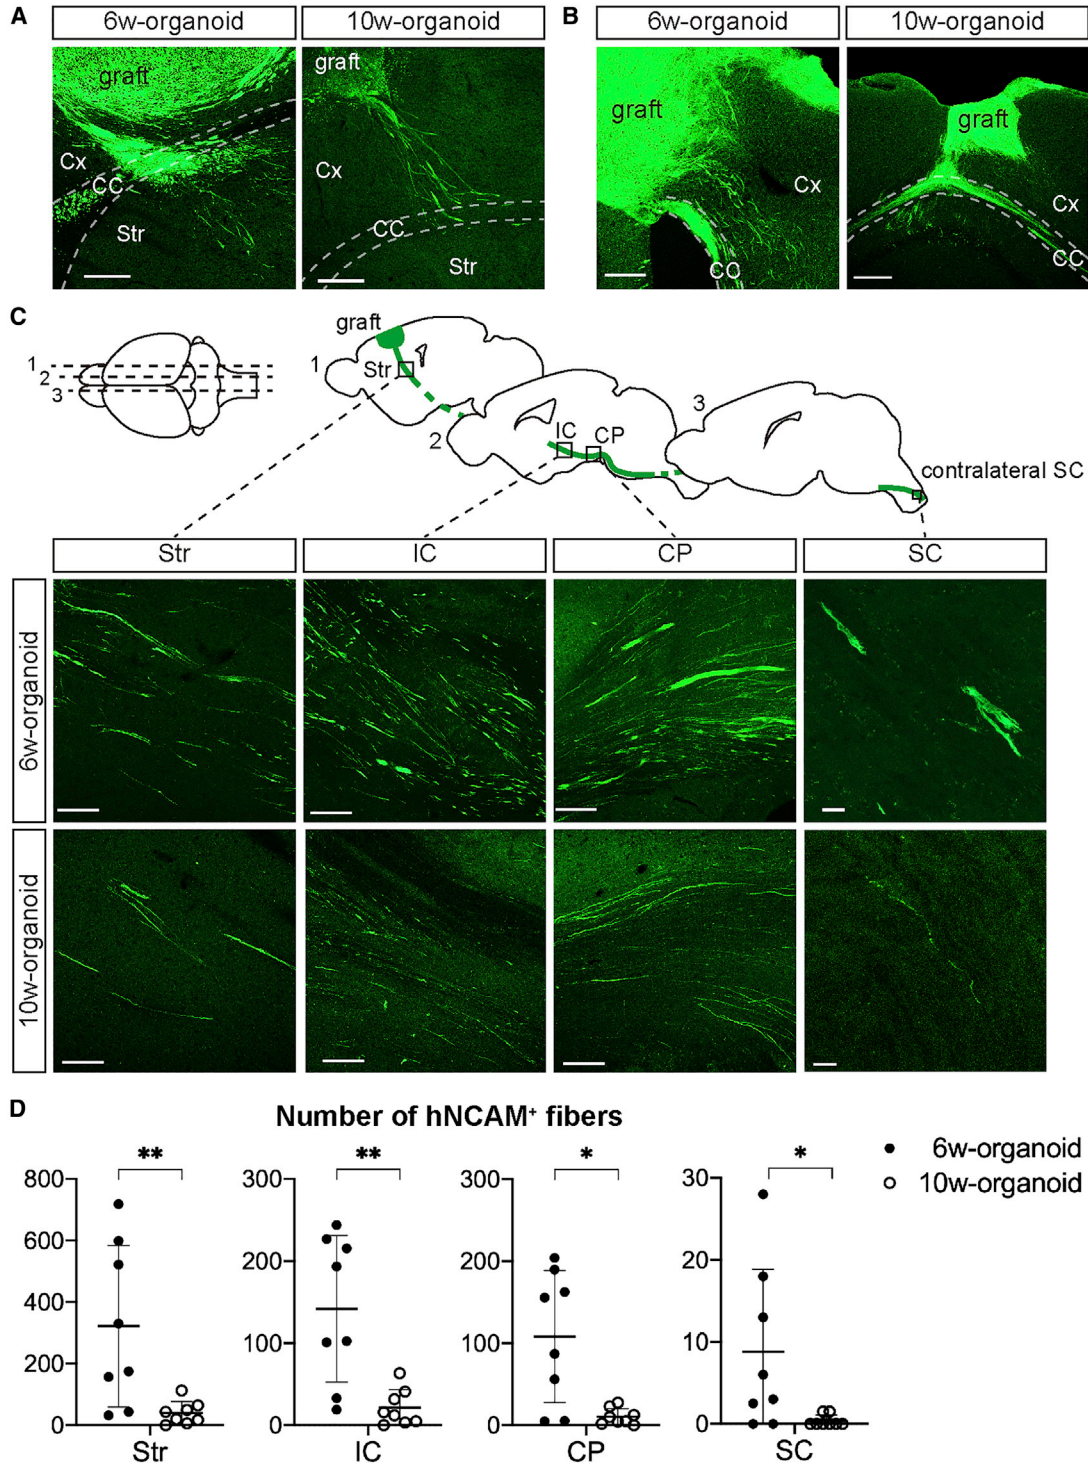 A
6w-organoid
10w-organoid
graft
Cx
CC
Str
graft
Cx
CC
Str
B
6w-organoid
10w-organoid
graft
Cx
CC
graft
Cx
CC
C
1
2
3
graft
1
Str
2
IC
CP
3
contralateral SC
Str
IC
CP
SC
6w-organoid
10w-organoid
D
Number of hNCAM⁺ fibers
6w-organoid
10w-organoid
**
800
600
400
200
0
Str
**
300
200
100
0
IC
*
300
200
100
0
CP
*
30
20
10
0
SC